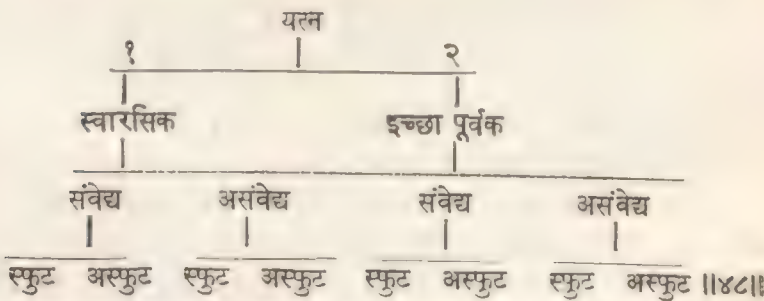 यत्न
१ २
स्वारसिक इच्छा पूर्वक
संवेद्य असंवेद्य संवेद्य असंवेद्य
स्फुट अस्फुट स्फुट अस्फुट स्फुट अस्फुट स्फुट अस्फुट ॥४८॥